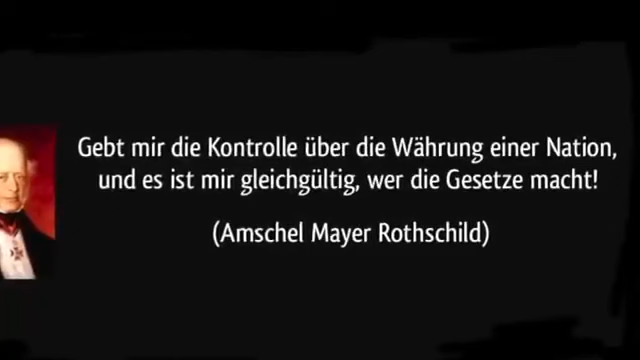 Gebt mir die Kontrolle über die Währung einer Nation,
und es ist mir gleichgültig, wer die Gesetze macht!
(Amschel Mayer Rothschild)